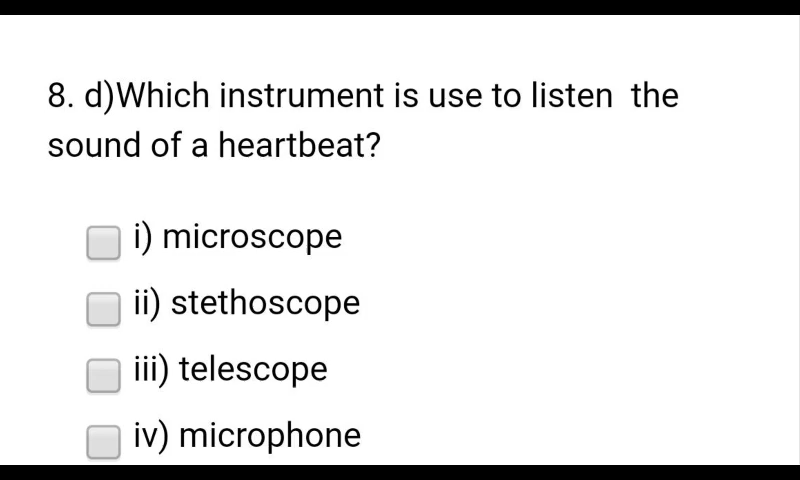 8. d)Which instrument is use to listen  the
sound of a heartbeat?
i) microscope
ii) stethoscope
iii) telescope
iv) microphone